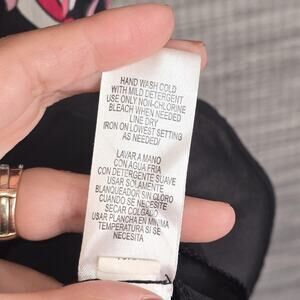 HAND WASH COLD
WITH MILD DETERGENT
USE ONLY NON-CHLORINE
BLEACH WHEN NEEDED
LINE DRY
IRON ON LOWEST SETTING
AS NEEDED/
LAVAR A MANO
CON AGUA FRIA
CON DETERGENTE SUAVE
USAR SOLAMENTE
BLANQUEADOR SIN CLORO
CUANDO SE NECESITE
SECAR COLGADO
USAR PLANCHA EN MINIMA
TEMPERATURA SI SE
NECESITA